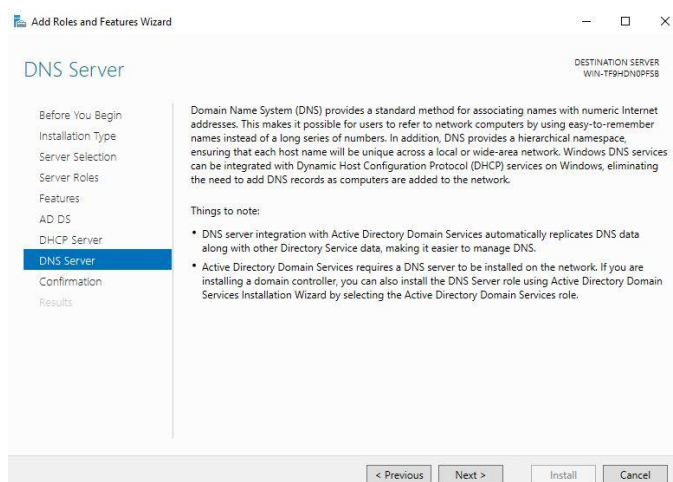 Add Roles and Features Wizard
DNS Server
DESTINATION SERVER
WIN-TF9HDN0PFSB
Before You Begin
Installation Type
Server Selection
Server Roles
Features
AD DS
DHCP Server
DNS Server
Confirmation
Results
Domain Name System (DNS) provides a standard method for associating names with numeric Internet
addresses. This makes it possible for users to refer to network computers by using easy-to-remember
names instead of a long series of numbers. In addition, DNS provides a hierarchical namespace,
ensuring that each host name will be unique across a local or wide-area network. Windows DNS services
can be integrated with Dynamic Host Configuration Protocol (DHCP) services on Windows, eliminating
the need to add DNS records as computers are added to the network.
Things to note:
• DNS server integration with Active Directory Domain Services automatically replicates DNS data
along with other Directory Service data, making it easier to manage DNS.
• Active Directory Domain Services requires a DNS server to be installed on the network. If you are
installing a domain controller, you can also install the DNS Server role using Active Directory Domain
Services Installation Wizard by selecting the Active Directory Domain Services role.
< Previous Next > Install Cancel